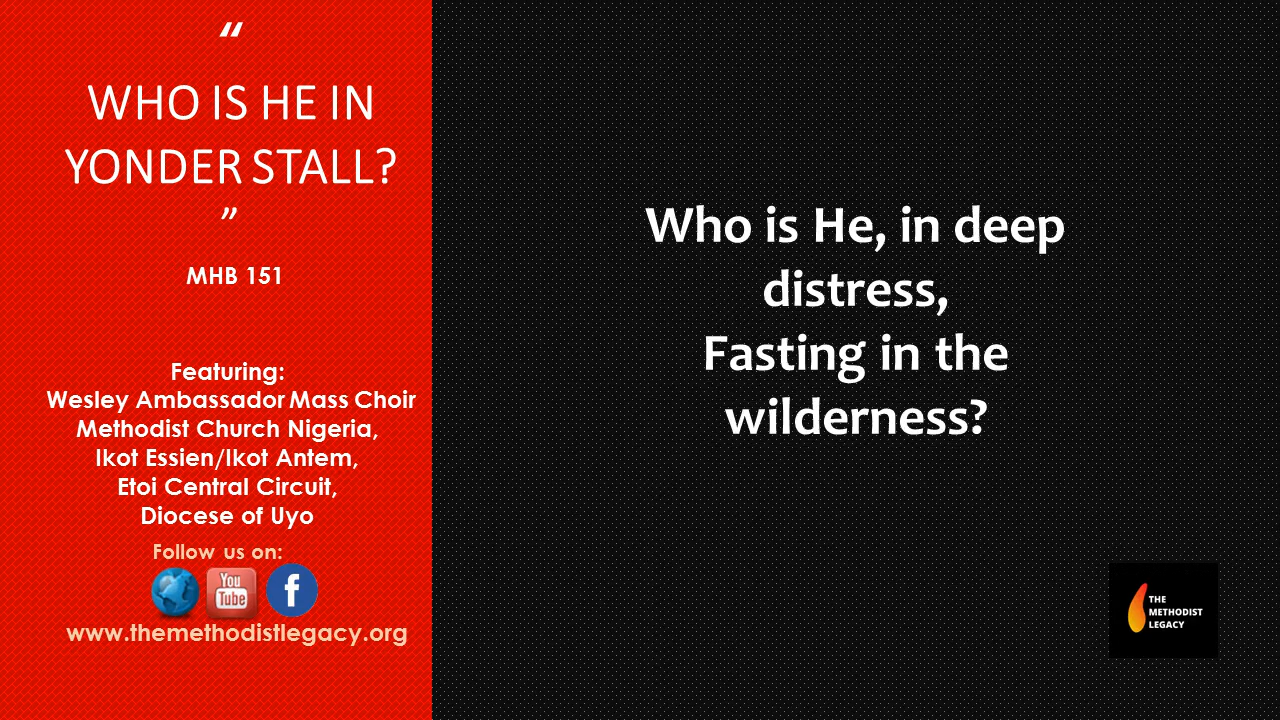 “
WHO IS HE IN
YONDER STALL?
”
MHB 151
Featuring:
Wesley Ambassador Mass Choir
Methodist Church Nigeria,
Ikot Essien/Ikot Antem,
Etoi Central Circuit,
Diocese of Uyo
Follow us on:
You
Tube
f
www.themethodistlegacy.org
Who is He, in deep
distress,
Fasting in the
wilderness?
THE
METHODIST
LEGACY